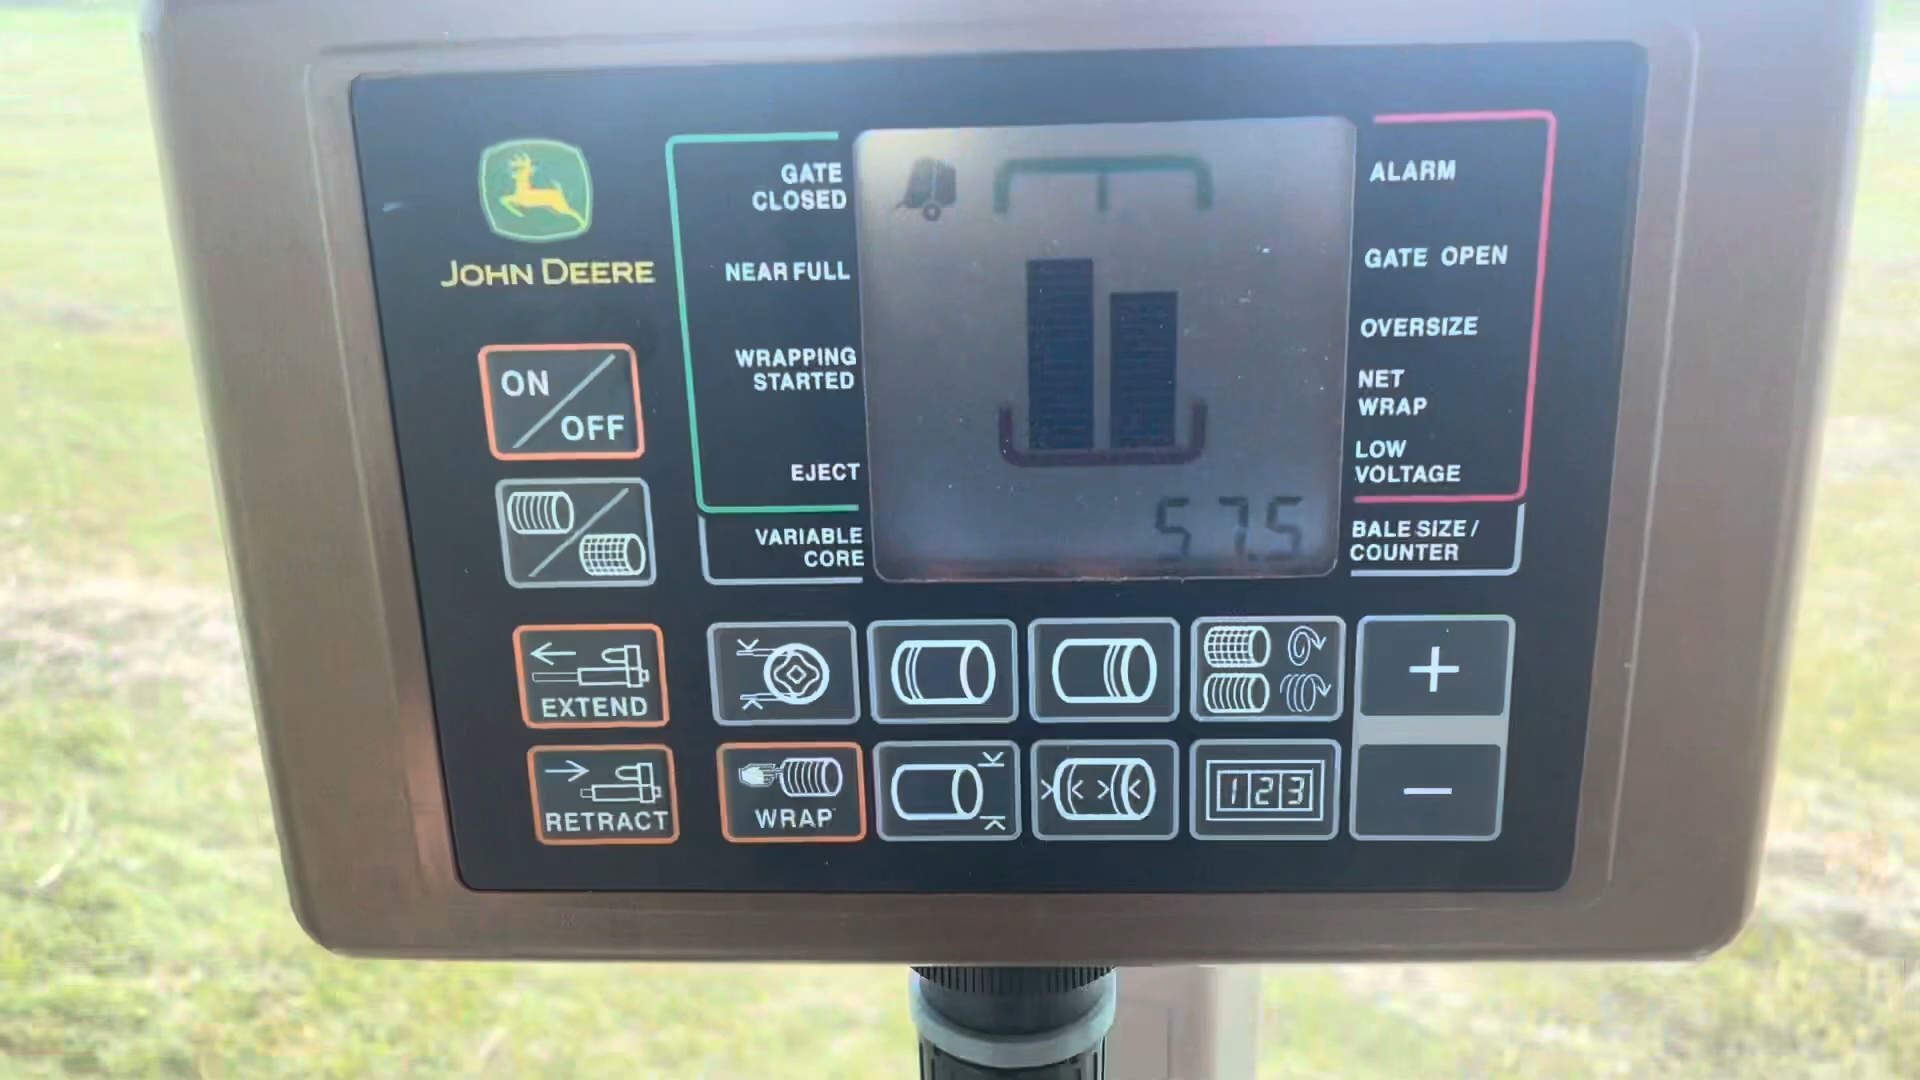 JOHN DEERE
ON
OFF
EXTEND
RETRACT
GATE
CLOSED
NEAR FULL
WRAPPING
STARTED
EJECT
VARIABLE
CORE
57.5
ALARM
GATE OPEN
OVERSIZE
NET
WRAP
LOW
VOLTAGE
BALE SIZE /
COUNTER
WRAP
123
+
−